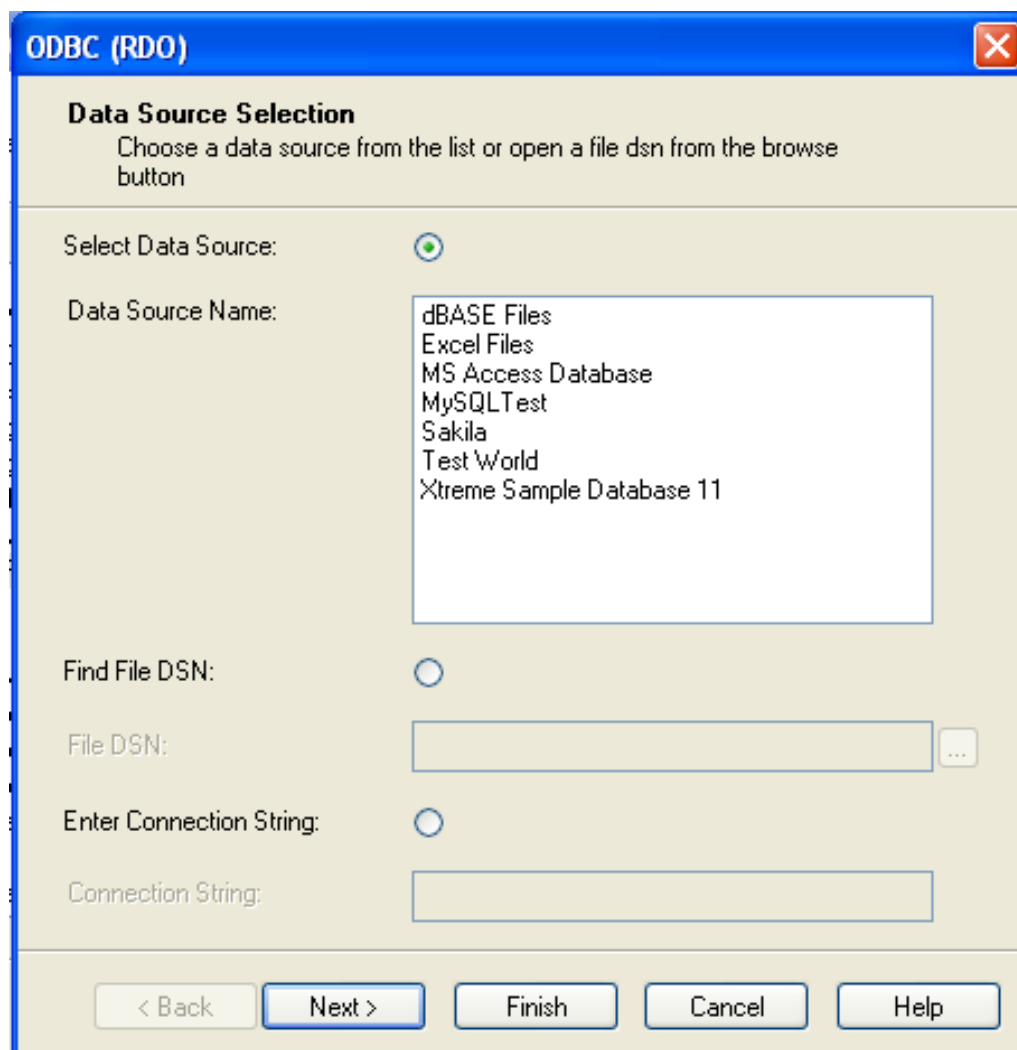 ODBC (RDO)
Data Source Selection
Choose a data source from the list or open a file dsn from the browse
button
Select Data Source:
Data Source Name:
dBASE Files
Excel Files
MS Access Database
MySQLTest
Sakila
Test World
Xtreme Sample Database 11
Find File DSN:
File DSN:
...
Enter Connection String:
Connection String:
< Back
Next >
Finish
Cancel
Help